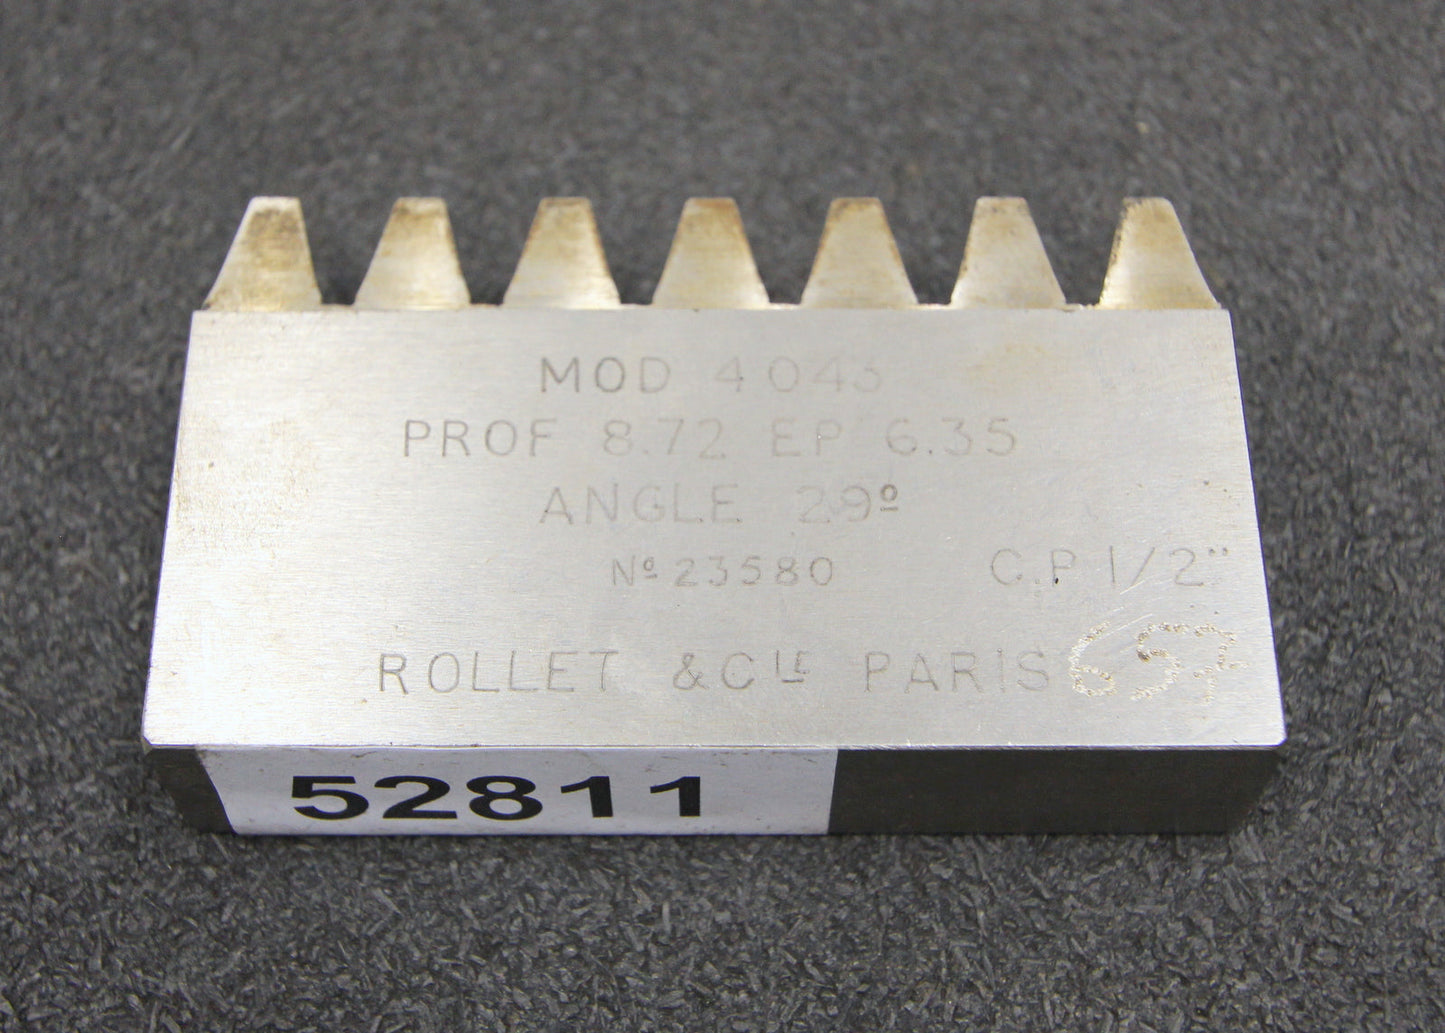 MOD 4043
PROF 8.72 EP 6.35
ANGLE 29º
Nº 23580 C.P 1/2"
ROLLET & CIE PARIS
52811